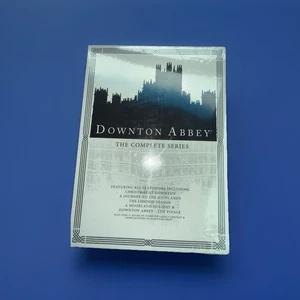 DOWNTON ABBEY
THE COMPLETE SERIES
FEATURING ALL 52 EPISODES INCLUDING
CHRISTMAS AT DOWNTON
A JOURNEY TO THE HIGHLANDS
THE LONDON SEASON
A MOORLAND HOLIDAY &
DOWNTON ABBEY – THE FINALE